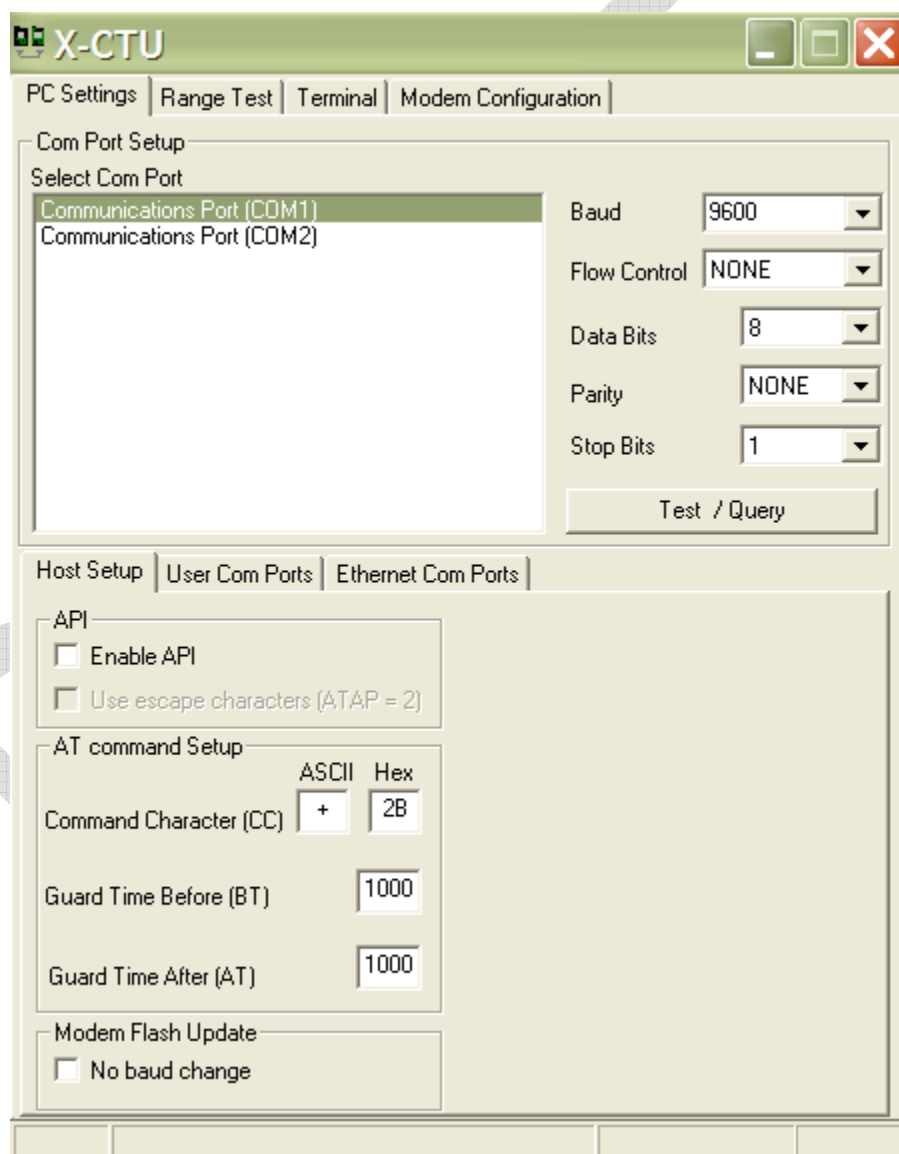 X-CTU
PC Settings Range Test Terminal Modem Configuration
Com Port Setup
Select Com Port
Communications Port (COM1)
Communications Port (COM2)
Baud 9600
Flow Control NONE
Data Bits 8
Parity NONE
Stop Bits 1
Test / Query
Host Setup User Com Ports Ethernet Com Ports
API
Enable API
Use escape characters (ATAP = 2)
AT command Setup
ASCII Hex
Command Character (CC) + 2B
Guard Time Before (BT) 1000
Guard Time After (AT) 1000
Modem Flash Update
No baud change